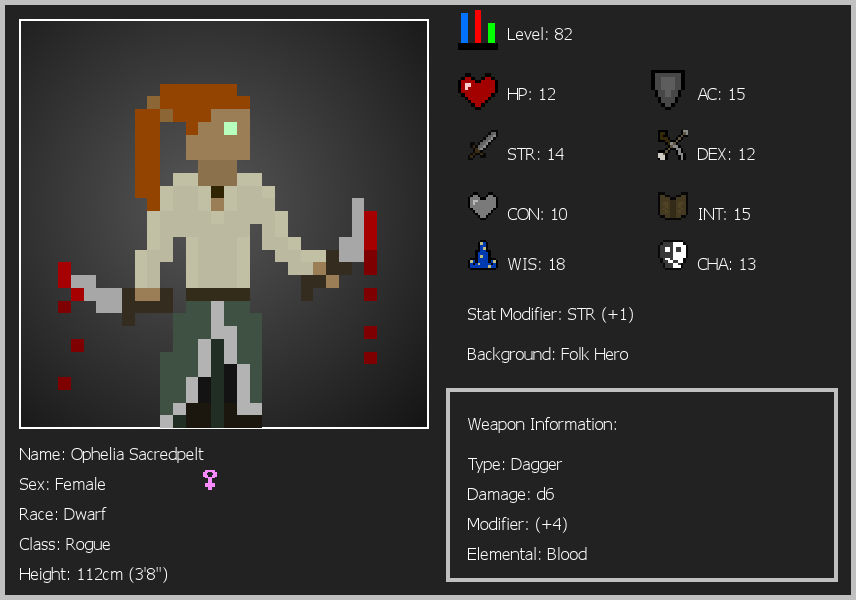 Level: 82
HP: 12
AC: 15
STR: 14
DEX: 12
CON: 10
INT: 15
WIS: 18
CHA: 13
Stat Modifier: STR (+1)
Background: Folk Hero
Weapon Information:
Type: Dagger
Damage: d6
Modifier: (+4)
Elemental: Blood
Name: Ophelia Sacredpelt
Sex: Female
Race: Dwarf
Class: Rogue
Height: 112cm (3'8")